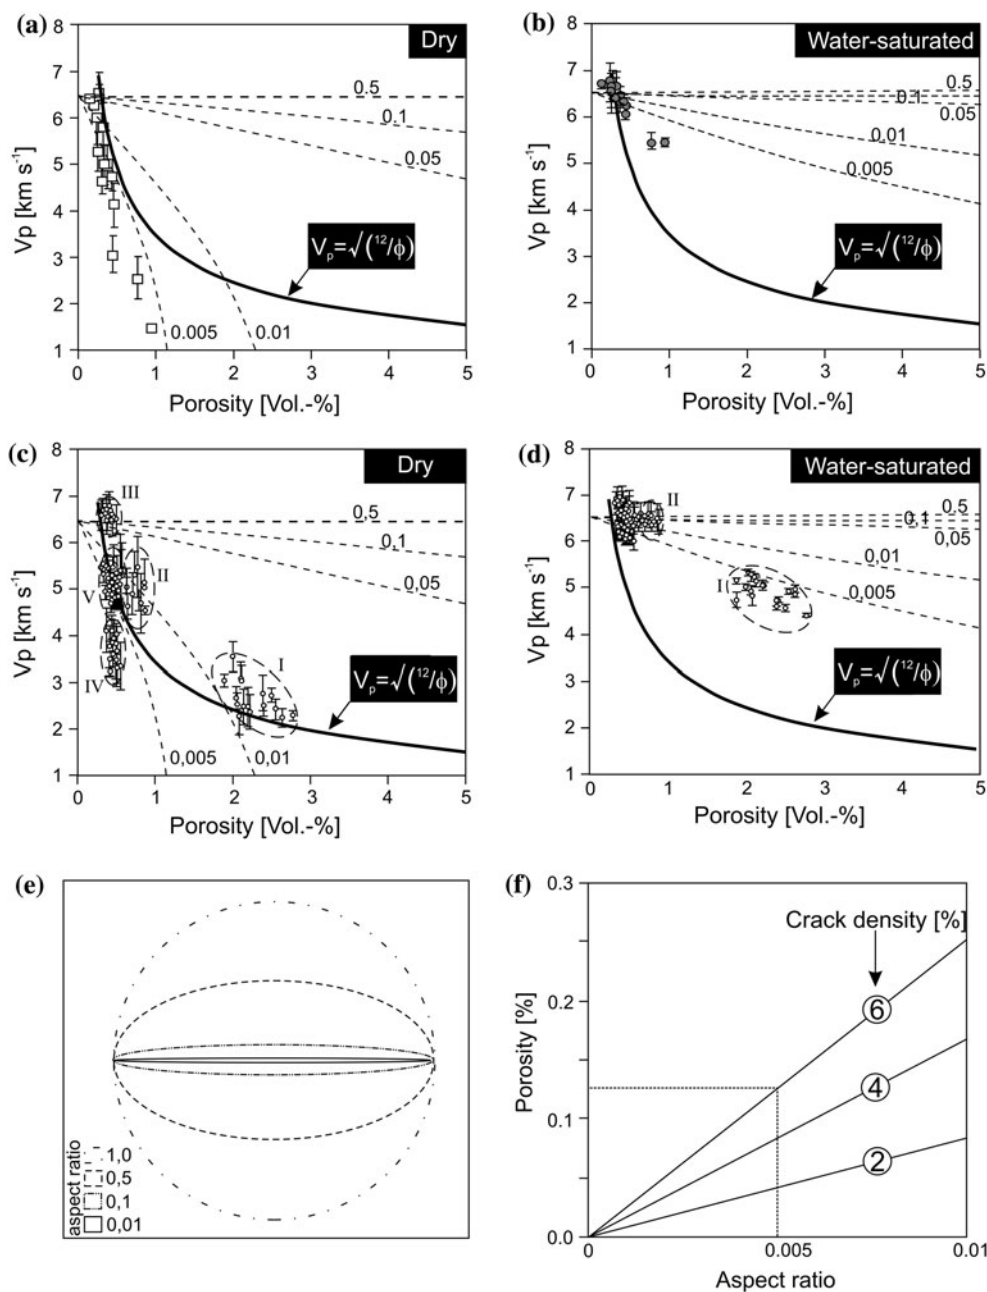 (a)
Dry
8
7
6
5
4
3
2
1
Vp [km s⁻¹]
0.5
0.1
0.05
Vₚ=√(¹²/ϕ)
0.005
0.01
0
1
2
3
4
5
Porosity [Vol.-%]
(b)
Water-saturated
8
7
6
5
4
3
2
1
Vp [km s⁻¹]
0.5
0.1
0.05
0.01
0.005
Vₚ=√(¹²/ϕ)
0
1
2
3
4
5
Porosity [Vol.-%]
(c)
Dry
8
7
6
5
4
3
2
1
Vp [km s⁻¹]
III
0,5
0,1
II
0,05
V
IV
I
Vₚ=√(¹²/ϕ)
0,005
0,01
0
1
2
3
4
5
Porosity [Vol.-%]
(d)
Water-saturated
8
7
6
5
4
3
2
1
Vp [km s⁻¹]
II
0.5
0,1
0,05
0,01
0.005
I
Vₚ=√(¹²/ϕ)
0
1
2
3
4
5
Porosity [Vol.-%]
(e)
aspect ratio
1,0
0,5
0,1
0,01
(f)
0.3
0.2
0.1
0.0
Porosity [%]
Crack density [%]
6
4
2
0
0.005
0.01
Aspect ratio